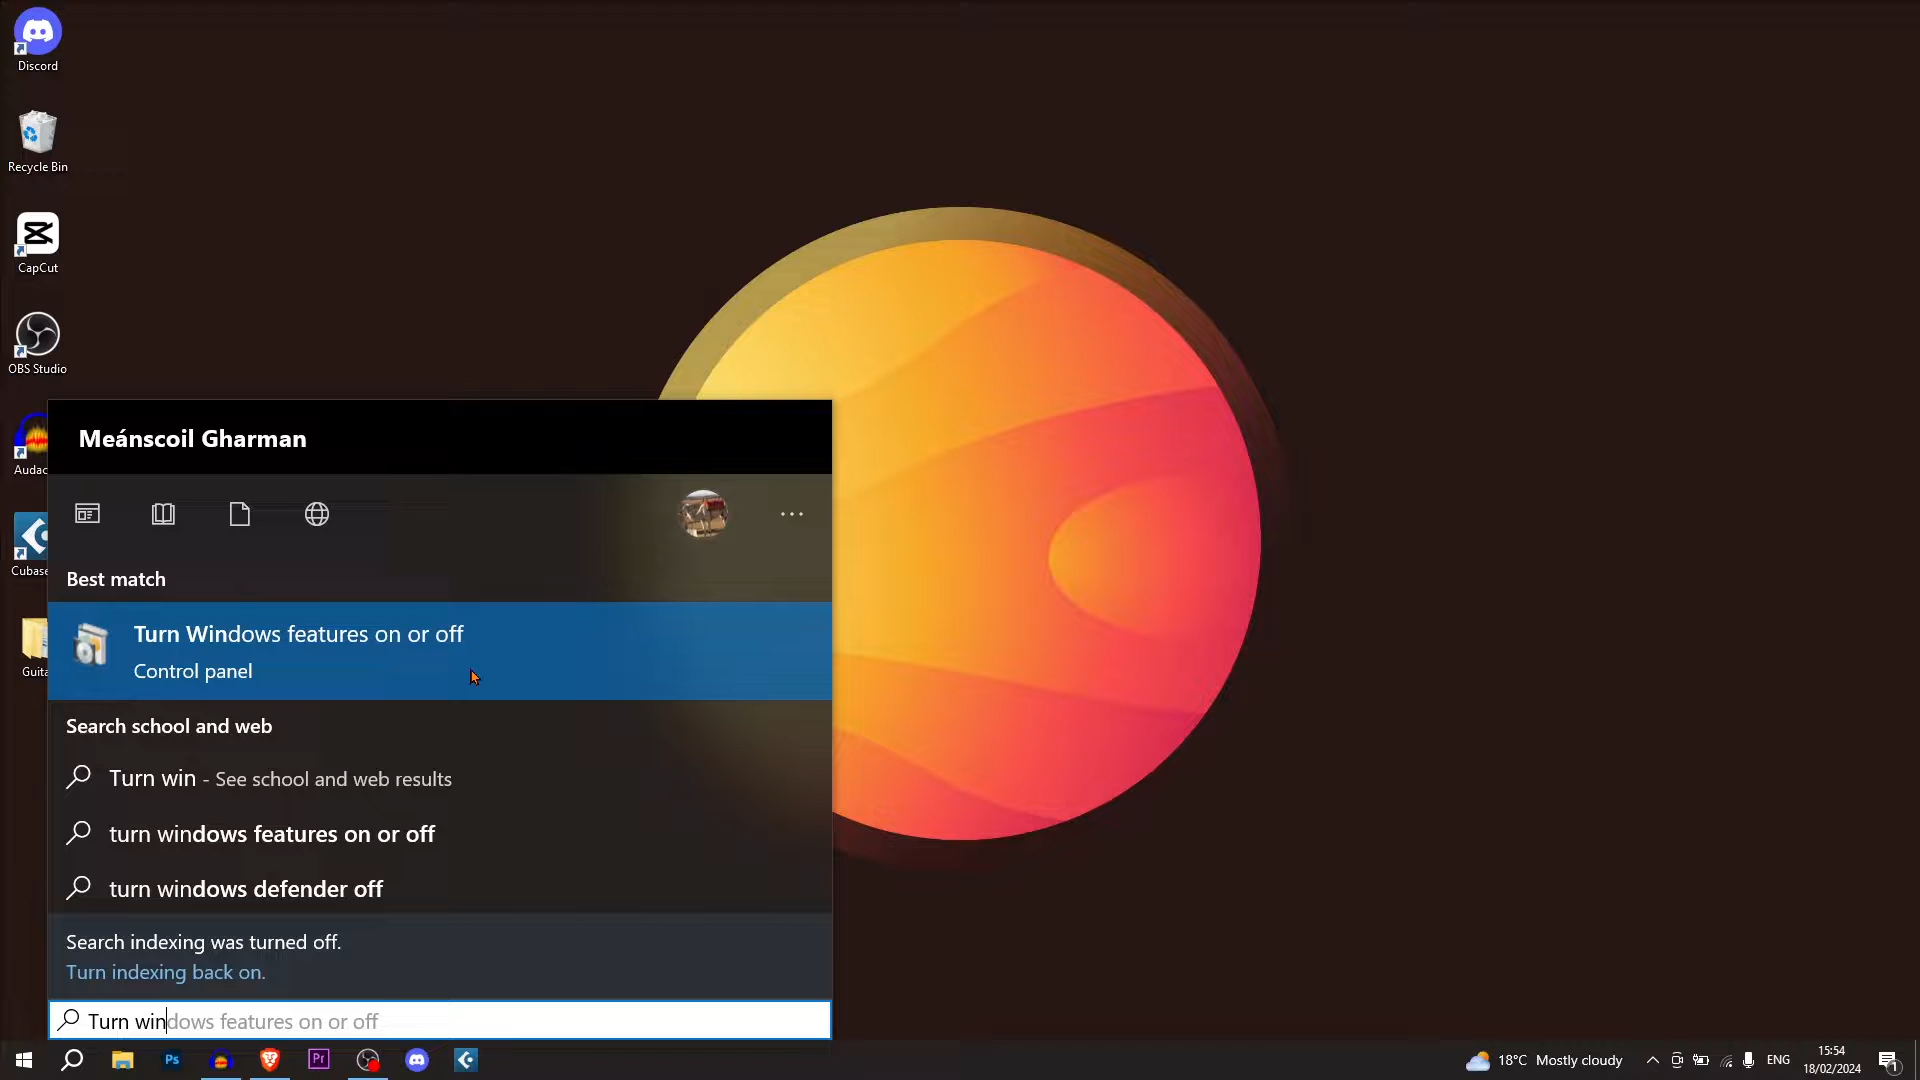 Discord
Recycle Bin
CapCut
OBS Studio
Audac
Cubase
Guita
Meánscoil Gharman
Best match
Turn Windows features on or off
Control panel
Search school and web
Turn win - See school and web results
turn windows features on or off
turn windows defender off
Search indexing was turned off.
Turn indexing back on.
Turn windows features on or off
Ps
Pr
18°C Mostly cloudy
ENG
15:54
18/02/2024
1